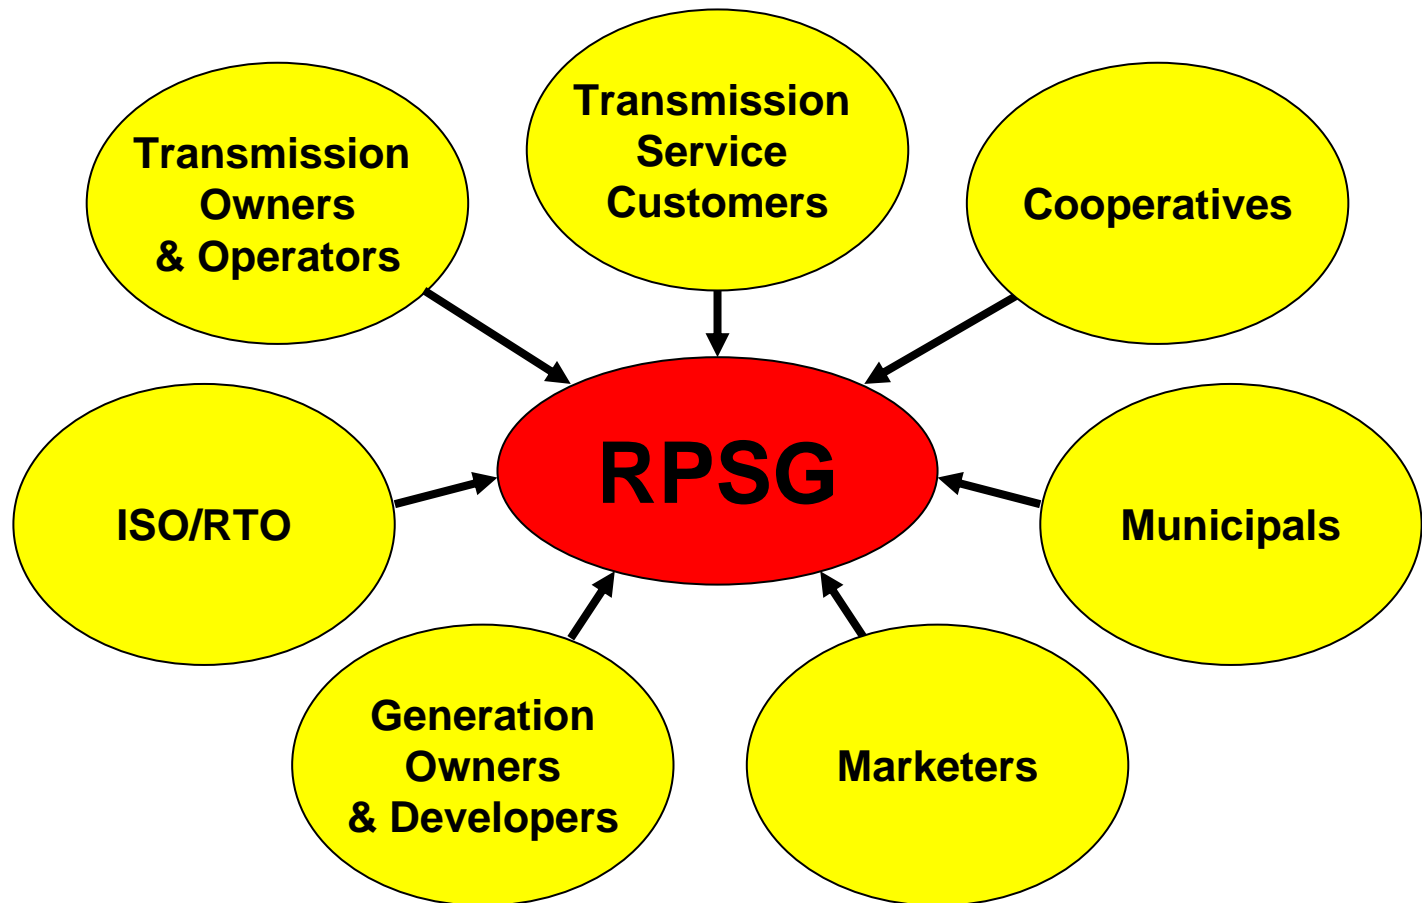 Transmission
Service
Customers
Transmission
Owners
& Operators
Cooperatives
RPSG
ISO/RTO
Municipals
Generation
Owners
& Developers
Marketers